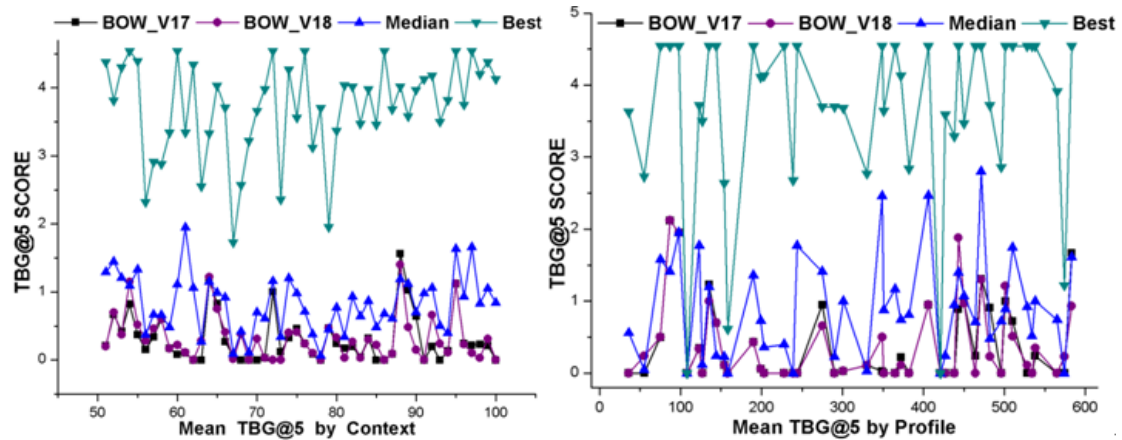 BOW_V17 BOW_V18 Median Best
4
3
2
1
0
TBG@5 SCORE
50 60 70 80 90 100
Mean TBG@5 by Context
BOW_V17 BOW_V18 Median Best
5
4
3
2
1
0
TBG@5 SCORE
0 100 200 300 400 500 600
Mean TBG@5 by Profile